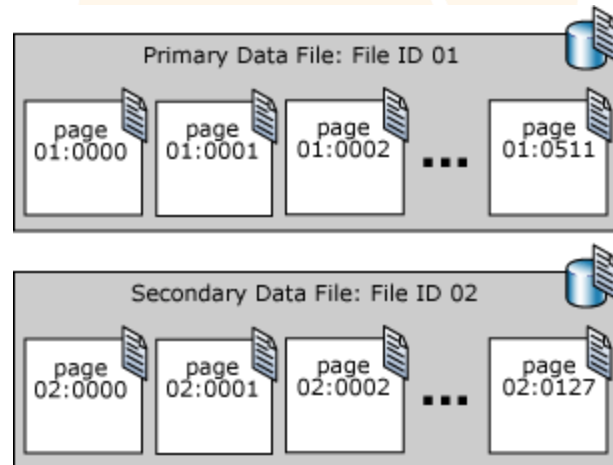 Primary Data File: File ID 01
page page page page
01:0000 01:0001 01:0002 ... 01:0511
Secondary Data File: File ID 02
page page page page
02:0000 02:0001 02:0002 ... 02:0127